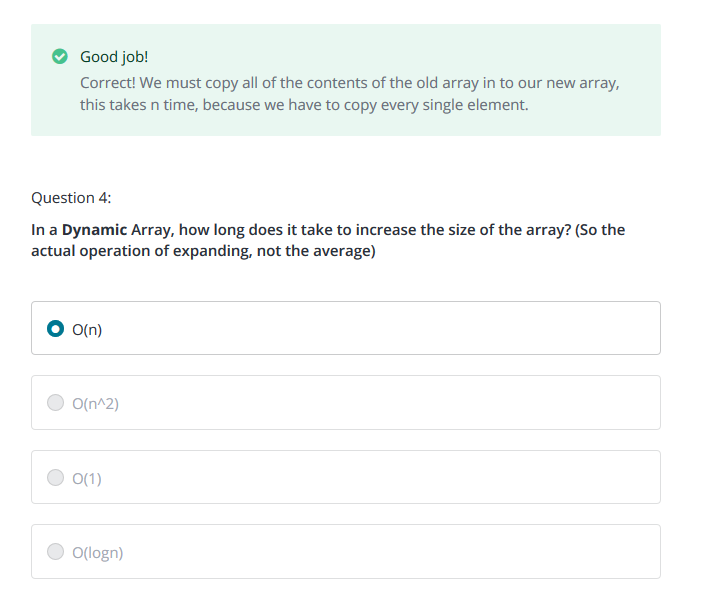 Good job!
Correct! We must copy all of the contents of the old array in to our new array,
this takes n time, because we have to copy every single element.
Question 4:
In a Dynamic Array, how long does it take to increase the size of the array? (So the
actual operation of expanding, not the average)
O(n)
O(n^2)
O(1)
O(logn)